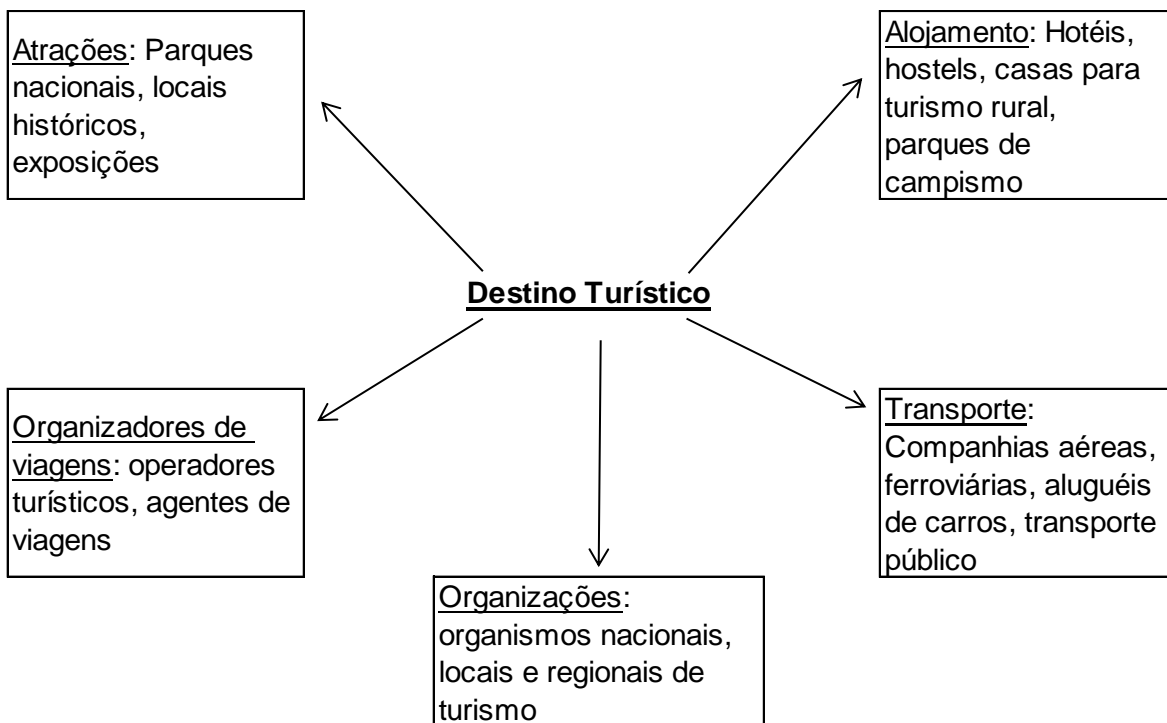 Atrações: Parques
nacionais, locais
históricos,
exposições
Alojamento: Hotéis,
hostels, casas para
turismo rural,
parques de
campismo
Destino Turístico
Organizadores de
viagens: operadores
turísticos, agentes de
viagens
Transporte:
Companhias aéreas,
ferroviárias, aluguéis
de carros, transporte
público
Organizações:
organismos nacionais,
locais e regionais de
turismo